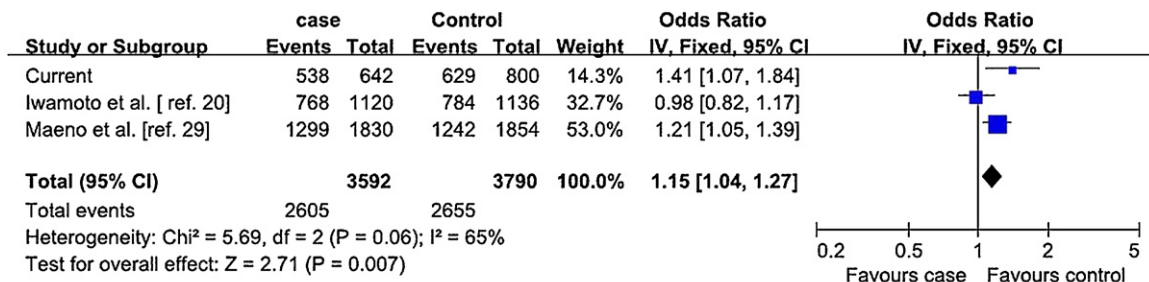 case Control Odds Ratio Odds Ratio
Study or Subgroup Events Total Events Total Weight IV, Fixed, 95% CI IV, Fixed, 95% CI
Current 538 642 629 800 14.3% 1.41 [1.07, 1.84]
Iwamoto et al. [ ref. 20] 768 1120 784 1136 32.7% 0.98 [0.82, 1.17]
Maeno et al. [ref. 29] 1299 1830 1242 1854 53.0% 1.21 [1.05, 1.39]
Total (95% CI) 3592 3790 100.0% 1.15 [1.04, 1.27]
Total events 2605 2655
Heterogeneity: Chi² = 5.69, df = 2 (P = 0.06); I² = 65%
Test for overall effect: Z = 2.71 (P = 0.007)
0.2 0.5 1 2 5
Favours case Favours control